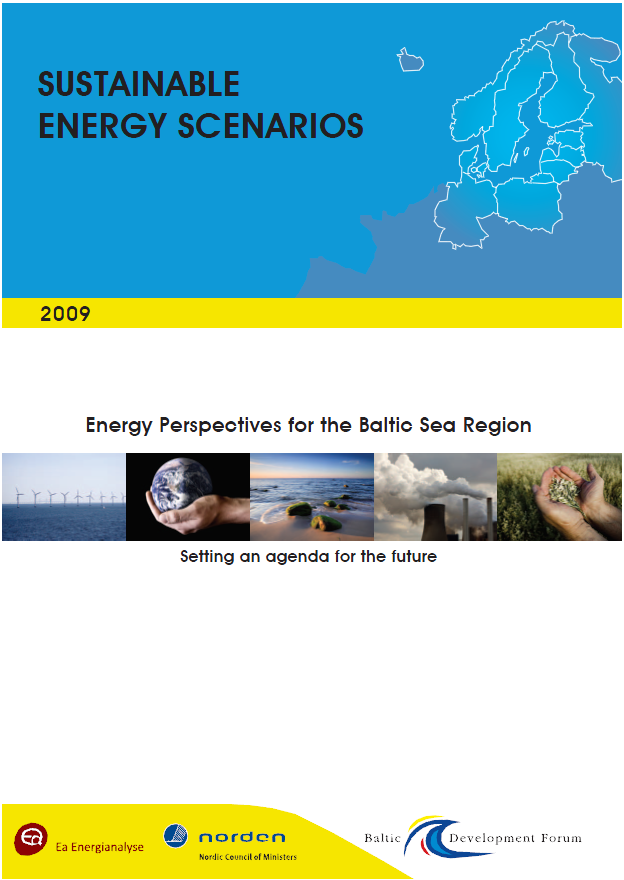 SUSTAINABLE
ENERGY SCENARIOS
2009
Energy Perspectives for the Baltic Sea Region
Setting an agenda for the future
Ea Energianalyse
norden
Nordic Council of Ministers
Baltic Development Forum